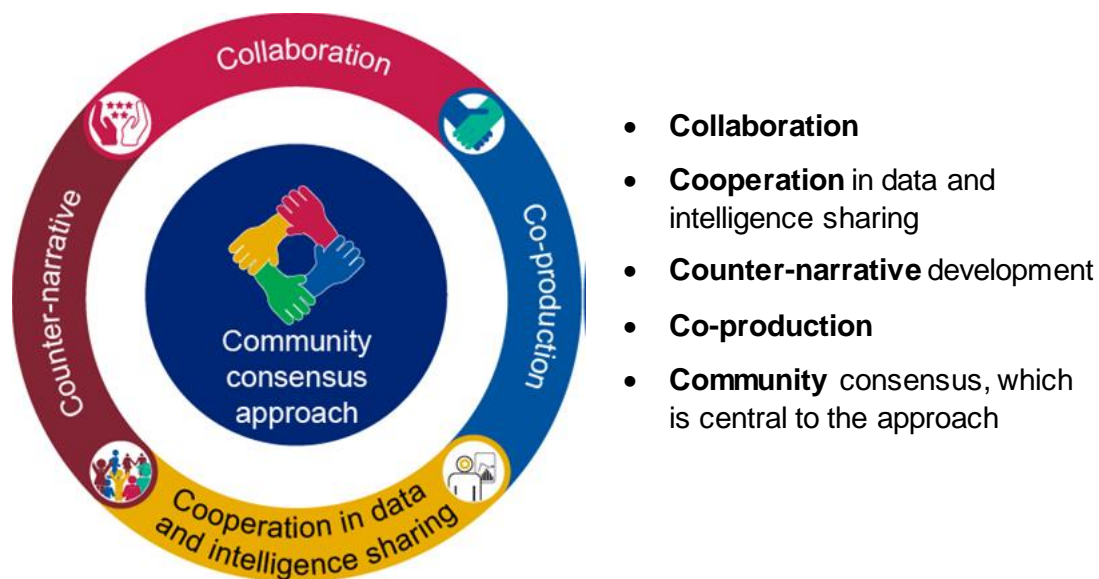 Collaboration
Co-production
Cooperation in data
and intelligence sharing
Counter-narrative
Community
consensus
approach
• Collaboration
• Cooperation in data and
intelligence sharing
• Counter-narrative development
• Co-production
• Community consensus, which
is central to the approach